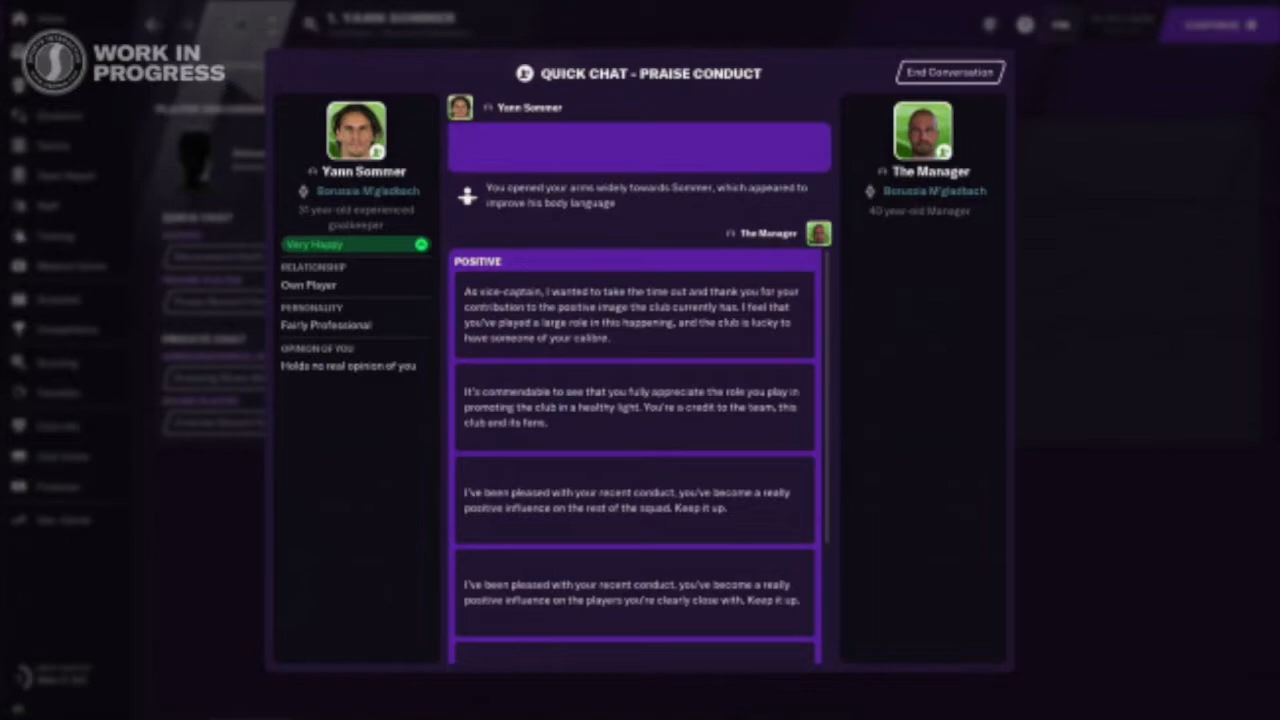 1. YANN SOMMER
WORK IN
PROGRESS
QUICK CHAT - PRAISE CONDUCT
End Conversation
Yann Sommer
Yann Sommer
Borussia M'gladbach
31 year-old experienced
goalkeeper
Very Happy
RELATIONSHIP
Own Player
PERSONALITY
Fairly Professional
OPINION OF YOU
Holds no real opinion of you
You opened your arms widely towards Sommer, which appeared to
improve his body language
The Manager
POSITIVE
As vice-captain, I wanted to take the time out and thank you for your
contribution to the positive image the club currently has. I feel that
you've played a large role in this happening, and the club is lucky to
have someone of your calibre.
It's commendable to see that you fully appreciate the role you play in
promoting the club in a healthy light. You're a credit to the team, this
club and its fans.
I've been pleased with your recent conduct, you've become a really
positive influence on the rest of the squad. Keep it up.
I've been pleased with your recent conduct, you've become a really
positive influence on the players you're clearly close with. Keep it up.
The Manager
Borussia M'gladbach
40 year-old Manager